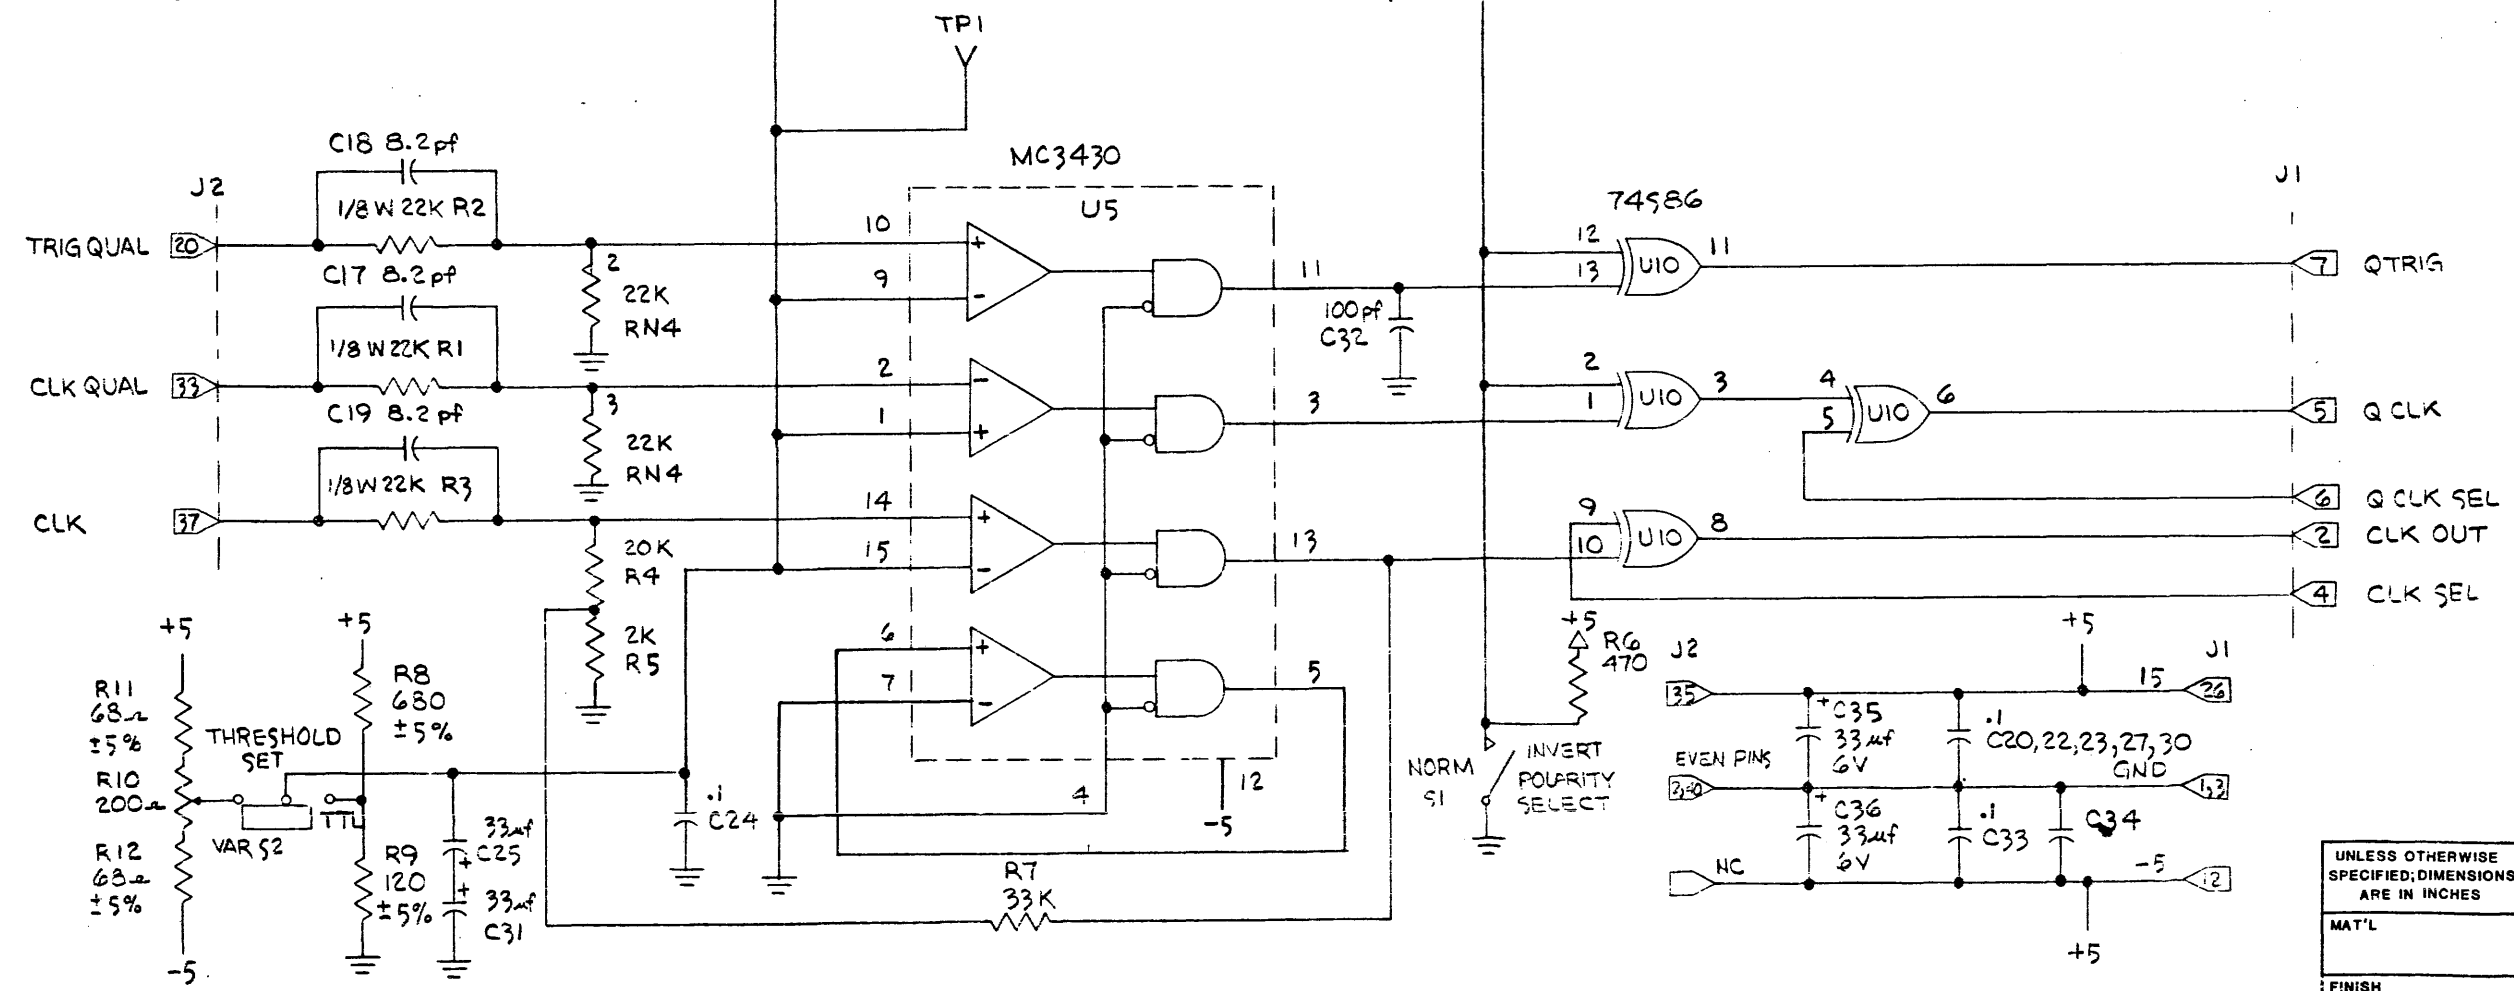 TP1
MC3430
U5
J2
C18 8.2pf
1/8 W 22K R2
TRIG QUAL 20
C17 8.2pf
2
22K
RN4
1/8 W 22K R1
CLK QUAL 33
C19 8.2pf
3
22K
RN4
1/8W 22K R3
CLK 37
20K
R4
2K
R5
10
+
9
-
11
2
-
1
+
3
14
+
15
-
13
6
+
7
-
5
4
12
-5
100pf
C32
74S86
J1
12
13
U10
11
7 QTRIG
2
1
U10
3
4
5
U10
6
5 Q CLK
6 Q CLK SEL
9
10
U10
8
2 CLK OUT
4 CLK SEL
+5
R11
68Ω
±5%
R10
200Ω
R12
68Ω
±5%
-5
THRESHOLD
SET
VAR S2
TTL
+5
R8
680
±5%
R9
120
±5%
33μf
C25
+
+
33μf
C31
.1
C24
R7
33K
+5
R6
470
NORM
S1
INVERT
POLARITY
SELECT
J2
+5
J1
35
15
26
+
C35
33μf
6V
.1
C20,22,23,27,30
EVEN PINS
GND
1,3
+
C36
33μf
6V
.1
C33
C34
NC
-5
12
+5
UNLESS OTHERWISE
SPECIFIED; DIMENSIONS
ARE IN INCHES
MAT'L
FINISH